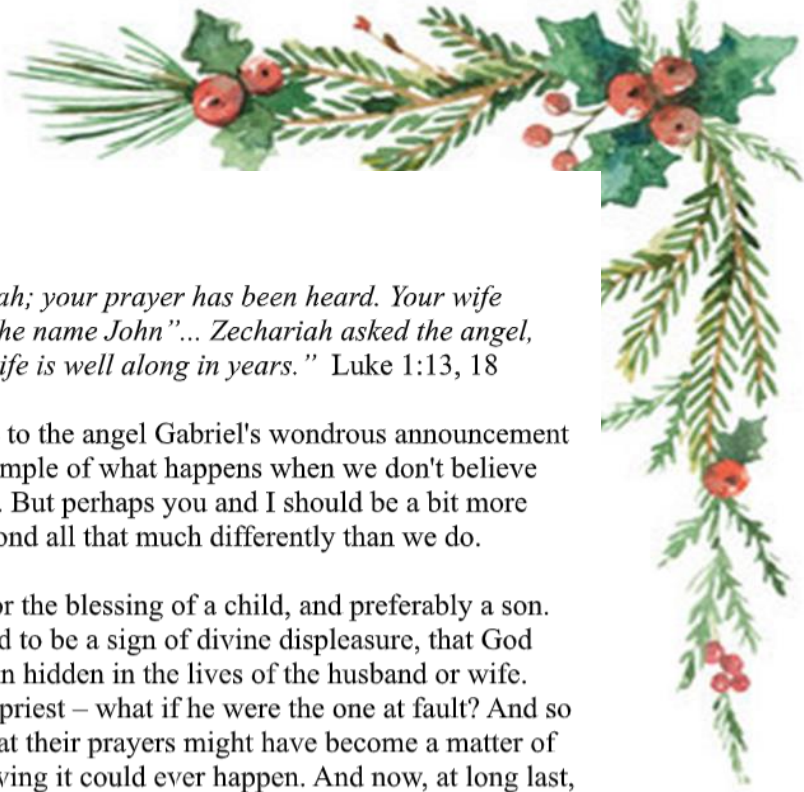 ah; your prayer has been heard. Your wife
he name John”... Zechariah asked the angel,
ife is well along in years.” Luke 1:13, 18
to the angel Gabriel's wondrous announcement
mple of what happens when we don't believe
. But perhaps you and I should be a bit more
ond all that much differently than we do.
or the blessing of a child, and preferably a son.
d to be a sign of divine displeasure, that God
n hidden in the lives of the husband or wife.
priest – what if he were the one at fault? And so
at their prayers might have become a matter of
ving it could ever happen. And now, at long last,